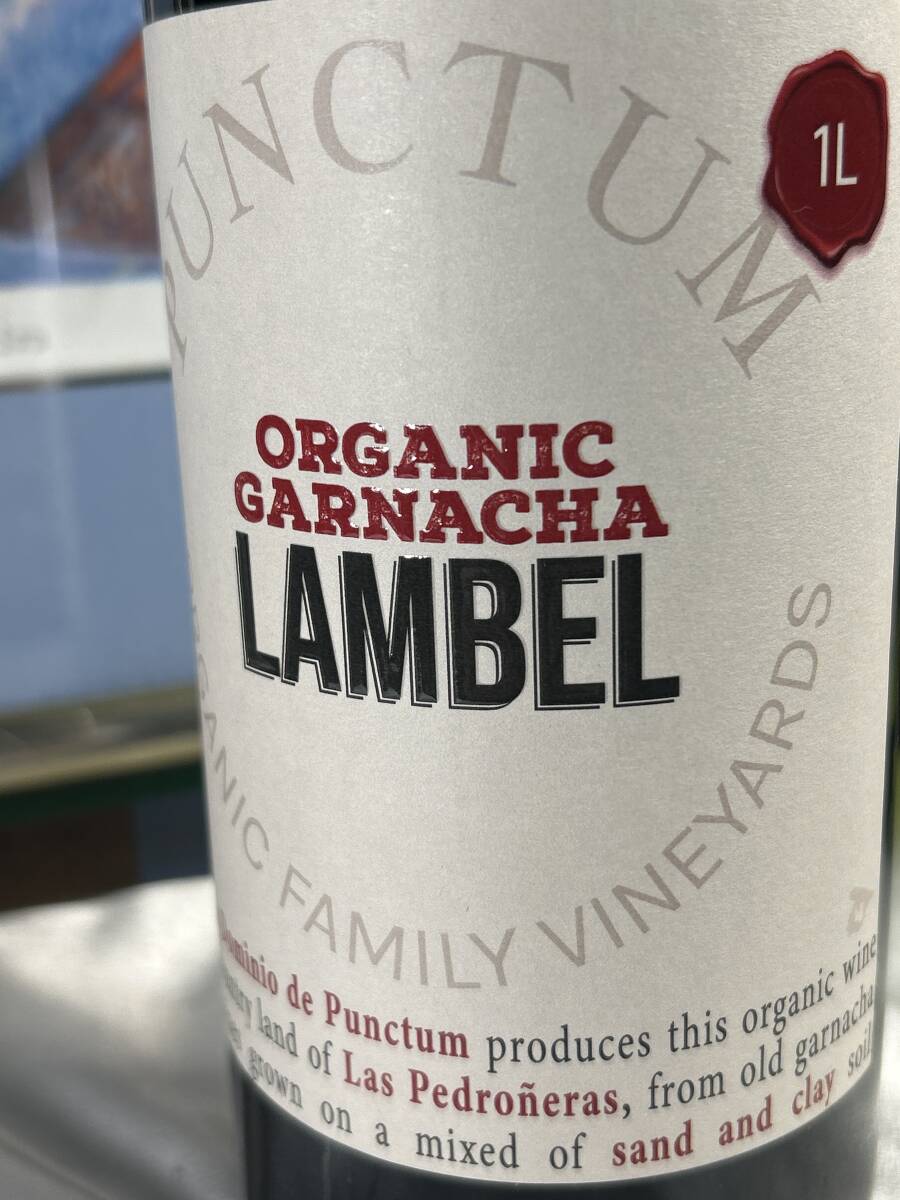 PUNCTUM
1L
ORGANIC
GARNACHA
LAMBEL
ORGANIC FAMILY VINEYARDS
Dominio de Punctum produces this organic wine
land of Las Pedroñeras, from old garnacha
grown on a mixed of sand and clay soil